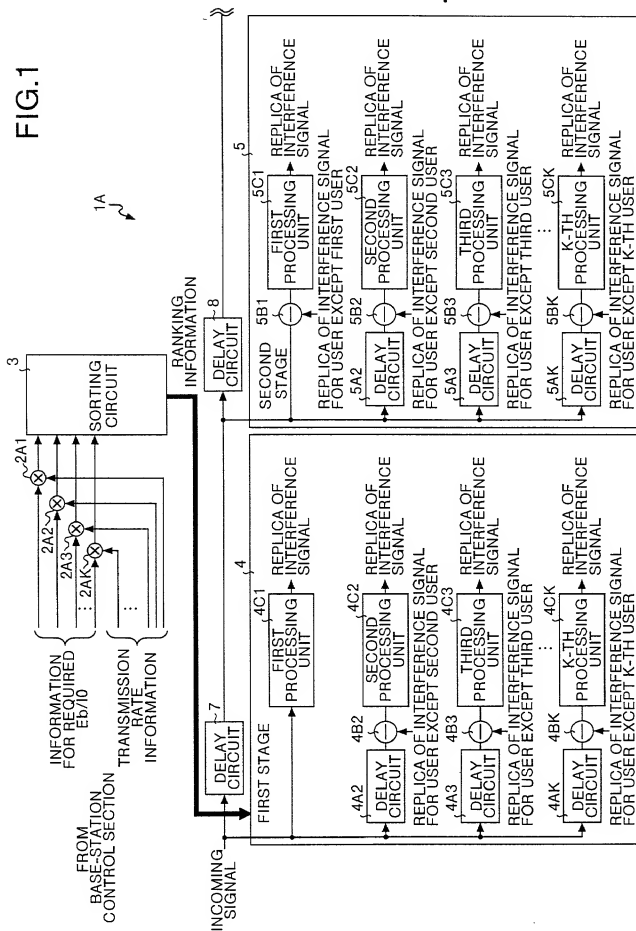 FIG.1
1A
FROM
BASE-STATION
CONTROL SECTION
INFORMATION
FOR REQUIRED
Eb/I0
TRANSMISSION
RATE
INFORMATION
⋮
⋮
2A1
2A2
2A3
2AK
3
SORTING
CIRCUIT
RANKING
INFORMATION
INCOMING
SIGNAL
7
DELAY
CIRCUIT
8
DELAY
CIRCUIT
4
FIRST STAGE
4C1
FIRST
PROCESSING
UNIT
REPLICA OF
INTERFERENCE
SIGNAL
4A2
DELAY
CIRCUIT
4B2
4C2
SECOND
PROCESSING
UNIT
REPLICA OF
INTERFERENCE
SIGNAL
REPLICA OF INTERFERENCE SIGNAL
FOR USER EXCEPT SECOND USER
4A3
DELAY
CIRCUIT
4B3
4C3
THIRD
PROCESSING
UNIT
REPLICA OF
INTERFERENCE
SIGNAL
REPLICA OF INTERFERENCE SIGNAL
FOR USER EXCEPT THIRD USER
⋮
4AK
DELAY
CIRCUIT
4BK
4CK
K-TH
PROCESSING
UNIT
REPLICA OF
INTERFERENCE
SIGNAL
REPLICA OF INTERFERENCE SIGNAL
FOR USER EXCEPT K-TH USER
5
SECOND
STAGE
5B1
5C1
FIRST
PROCESSING
UNIT
REPLICA OF
INTERFERENCE
SIGNAL
REPLICA OF INTERFERENCE SIGNAL
FOR USER EXCEPT FIRST USER
5A2
DELAY
CIRCUIT
5B2
5C2
SECOND
PROCESSING
UNIT
REPLICA OF
INTERFERENCE
SIGNAL
REPLICA OF INTERFERENCE SIGNAL
FOR USER EXCEPT SECOND USER
5A3
DELAY
CIRCUIT
5B3
5C3
THIRD
PROCESSING
UNIT
REPLICA OF
INTERFERENCE
SIGNAL
REPLICA OF INTERFERENCE SIGNAL
FOR USER EXCEPT THIRD USER
⋮
5AK
DELAY
CIRCUIT
5BK
5CK
K-TH
PROCESSING
UNIT
REPLICA OF
INTERFERENCE
SIGNAL
REPLICA OF INTERFERENCE SIGNAL
FOR USER EXCEPT K-TH USER